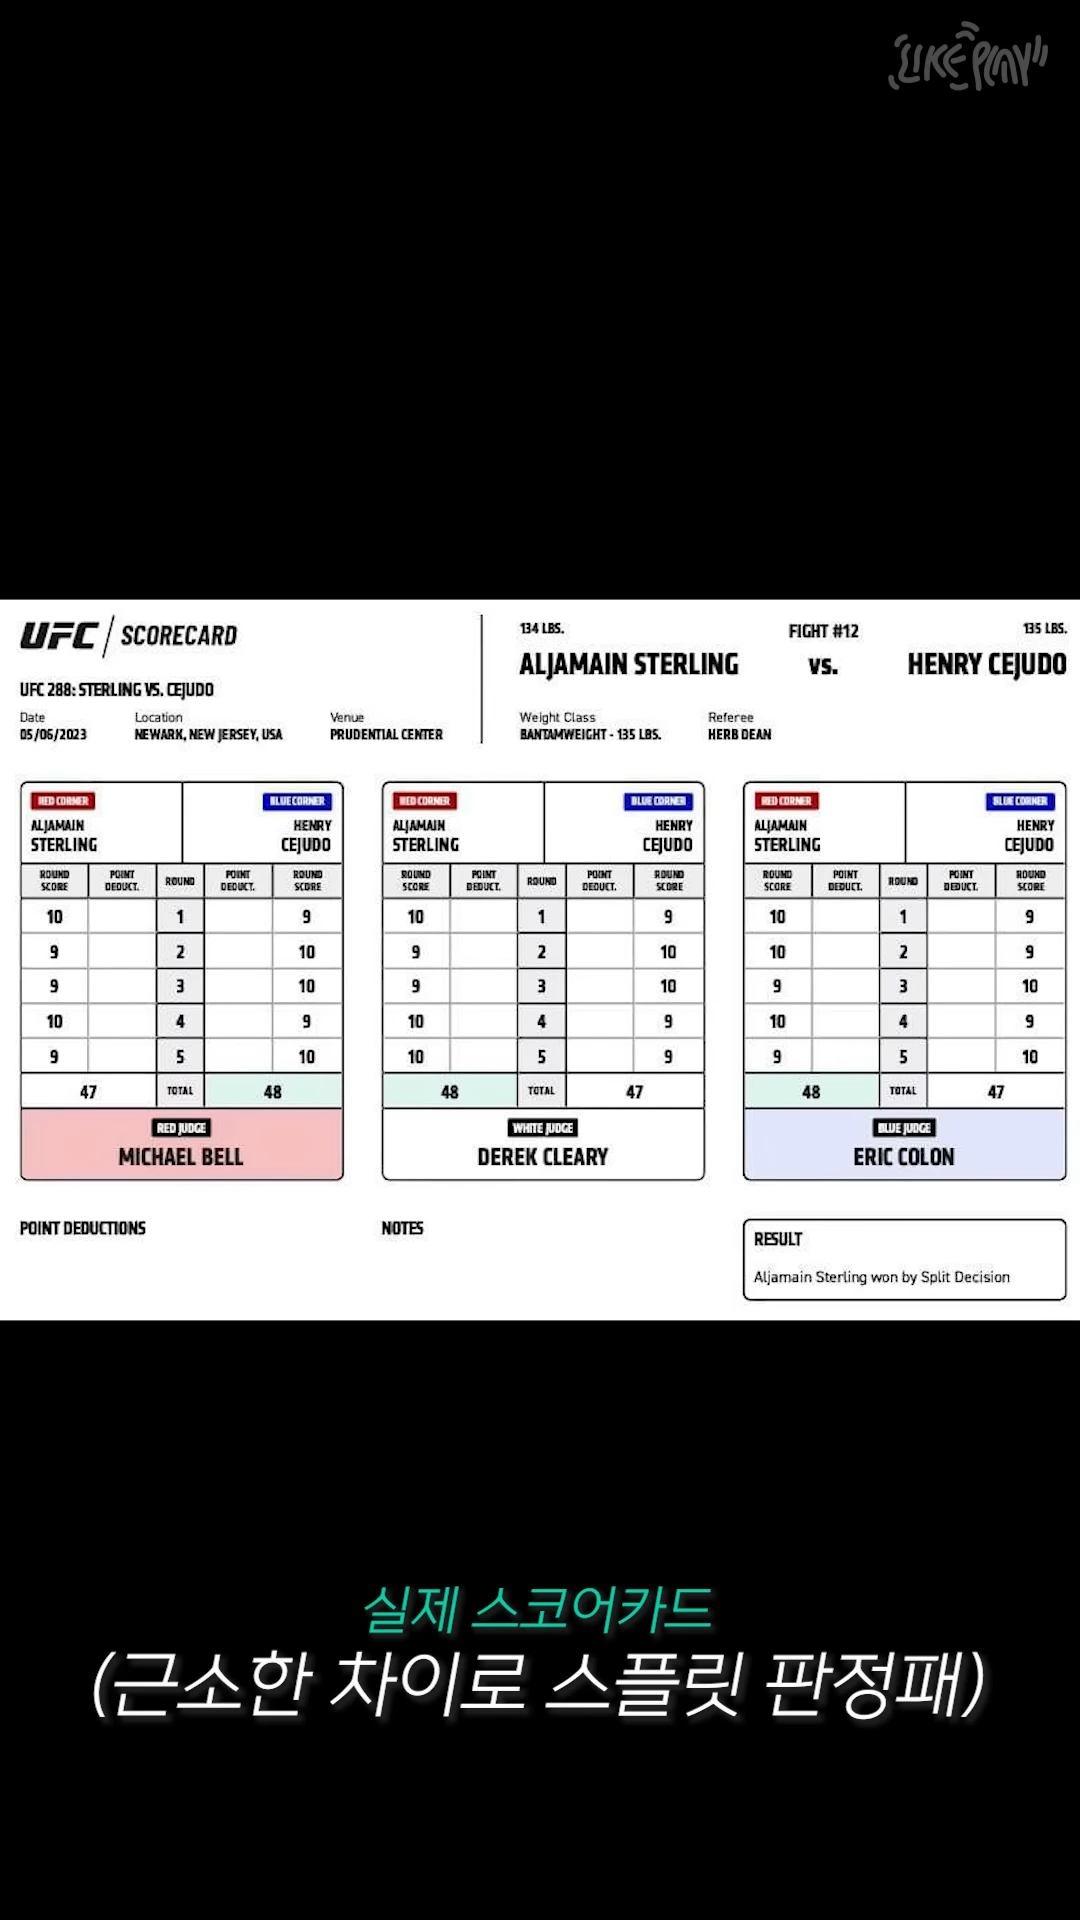 LIKE PLAY
UFC / SCORECARD
UFC 288: STERLING VS. CEJUDO
Date Location Venue
05/06/2023 NEWARK, NEW JERSEY, USA PRUDENTIAL CENTER
134 LBS. FIGHT #12 135 LBS.
ALJAMAIN STERLING VS. HENRY CEJUDO
Weight Class Referee
BANTAMWEIGHT - 135 LBS. HERB DEAN
RED CORNER BLUE CORNER
ALJAMAIN HENRY
STERLING CEJUDO
ROUND SCORE POINT DEDUCT. ROUND POINT DEDUCT. ROUND SCORE
10 1 9
9 2 10
9 3 10
10 4 9
9 5 10
47 TOTAL 48
RED JUDGE
MICHAEL BELL
RED CORNER BLUE CORNER
ALJAMAIN HENRY
STERLING CEJUDO
ROUND SCORE POINT DEDUCT. ROUND POINT DEDUCT. ROUND SCORE
10 1 9
9 2 10
9 3 10
10 4 9
10 5 9
48 TOTAL 47
WHITE JUDGE
DEREK CLEARY
RED CORNER BLUE CORNER
ALJAMAIN HENRY
STERLING CEJUDO
ROUND SCORE POINT DEDUCT. ROUND POINT DEDUCT. ROUND SCORE
10 1 9
10 2 9
9 3 10
10 4 9
9 5 10
48 TOTAL 47
BLUE JUDGE
ERIC COLON
POINT DEDUCTIONS
NOTES
RESULT
Aljamain Sterling won by Split Decision
실제 스코어카드
(근소한 차이로 스플릿 판정패)